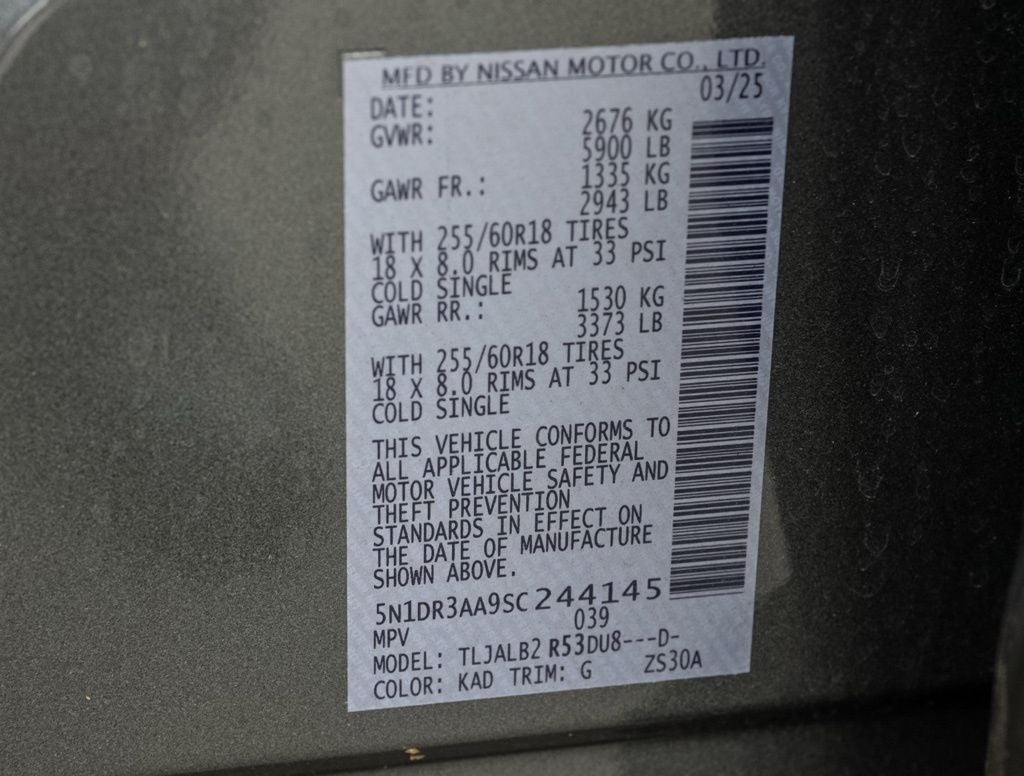 MFD BY NISSAN MOTOR CO., LTD.
DATE: 03/25
GVWR: 2676 KG
5900 LB
GAWR FR.: 1335 KG
2943 LB
WITH 255/60R18 TIRES
18 X 8.0 RIMS AT 33 PSI
COLD SINGLE
GAWR RR.: 1530 KG
3373 LB
WITH 255/60R18 TIRES
18 X 8.0 RIMS AT 33 PSI
COLD SINGLE
THIS VEHICLE CONFORMS TO
ALL APPLICABLE FEDERAL
MOTOR VEHICLE SAFETY AND
THEFT PREVENTION
STANDARDS IN EFFECT ON
THE DATE OF MANUFACTURE
SHOWN ABOVE.
5N1DR3AA9SC244145
MPV 039
MODEL: TLJALB2 R53DU8---D-
COLOR: KAD TRIM: G ZS30A